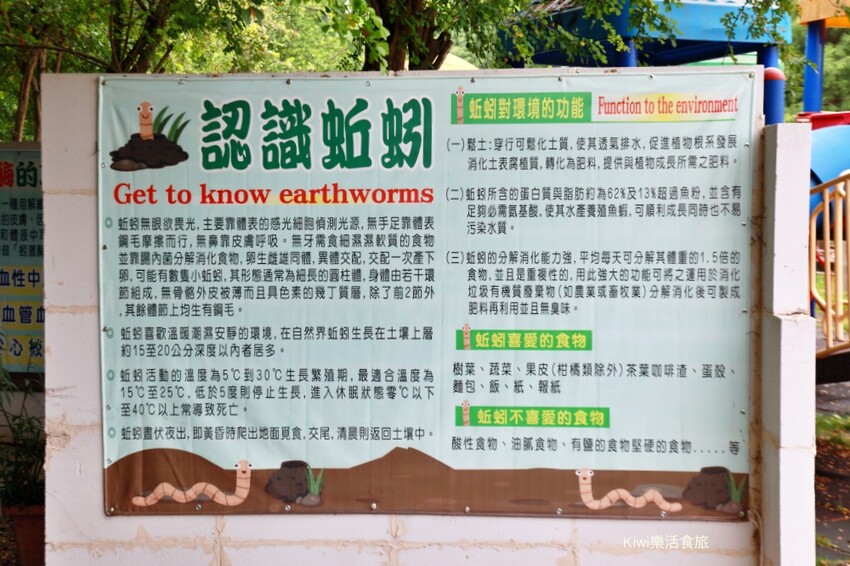 認識蚯蚓
Get to know earthworms
蚯蚓無眼欲畏光，主要靠體表的感光細胞偵測光源，無手足靠體表
鋼毛摩擦而行，無鼻靠皮膚呼吸。無牙需食細濕濕軟質的食物
並靠腸內菌分解消化食物，卵生雌雄同體，異體交配，交配一次產下
卵，可能有數隻小蚯蚓，其形態通常為細長的圓柱體，身體由若干環
節組成，無骨骼外皮被薄而且具色素的幾丁質層，除了前2節外
，其餘體節上均生有鋼毛。
蚯蚓喜歡溫暖潮濕安靜的環境，在自然界蚯蚓生長在土壤上層
約15至20公分深度以內者居多。
蚯蚓活動的溫度為5℃到30℃生長繁殖期，最適合溫度為
15℃至25℃，低於5度則停止生長，進入休眠狀態零℃以下
至40℃以上常導致死亡。
蚯蚓晝伏夜出，即黃昏時爬出地面覓食，交尾，清晨則返回土壤中。
蚯蚓對環境的功能 Function to the environment
(一)鬆土：穿行可鬆化土質，使其透氣排水，促進植物根系發展
消化土表腐植質，轉化為肥料，提供與植物成長所需之肥料。
(二)蚯蚓所含的蛋白質與脂肪約為62%及13%超過魚粉，並含有
足夠必需氨基酸，使其水產養殖魚蝦，可順利成長同時也不易
污染水質。
(三)蚯蚓的分解消化能力強，平均每天可分解其體重的1.5倍的
食物，並且是重複性的，用此強大的功能可將之運用於消化
垃圾有機質廢棄物(如農業或畜牧業)分解消化後可製成
肥料再利用並且無臭味。
蚯蚓喜愛的食物
樹葉、蔬菜、果皮(柑橘類除外)茶葉咖啡渣、蛋殼、
麵包、飯、紙、報紙
蚯蚓不喜愛的食物
酸性食物、油膩食物、有鹽的食物堅硬的食物.....等
的
一種溶解
的皮膚
血性中
血管血
Kiwi樂活食旅